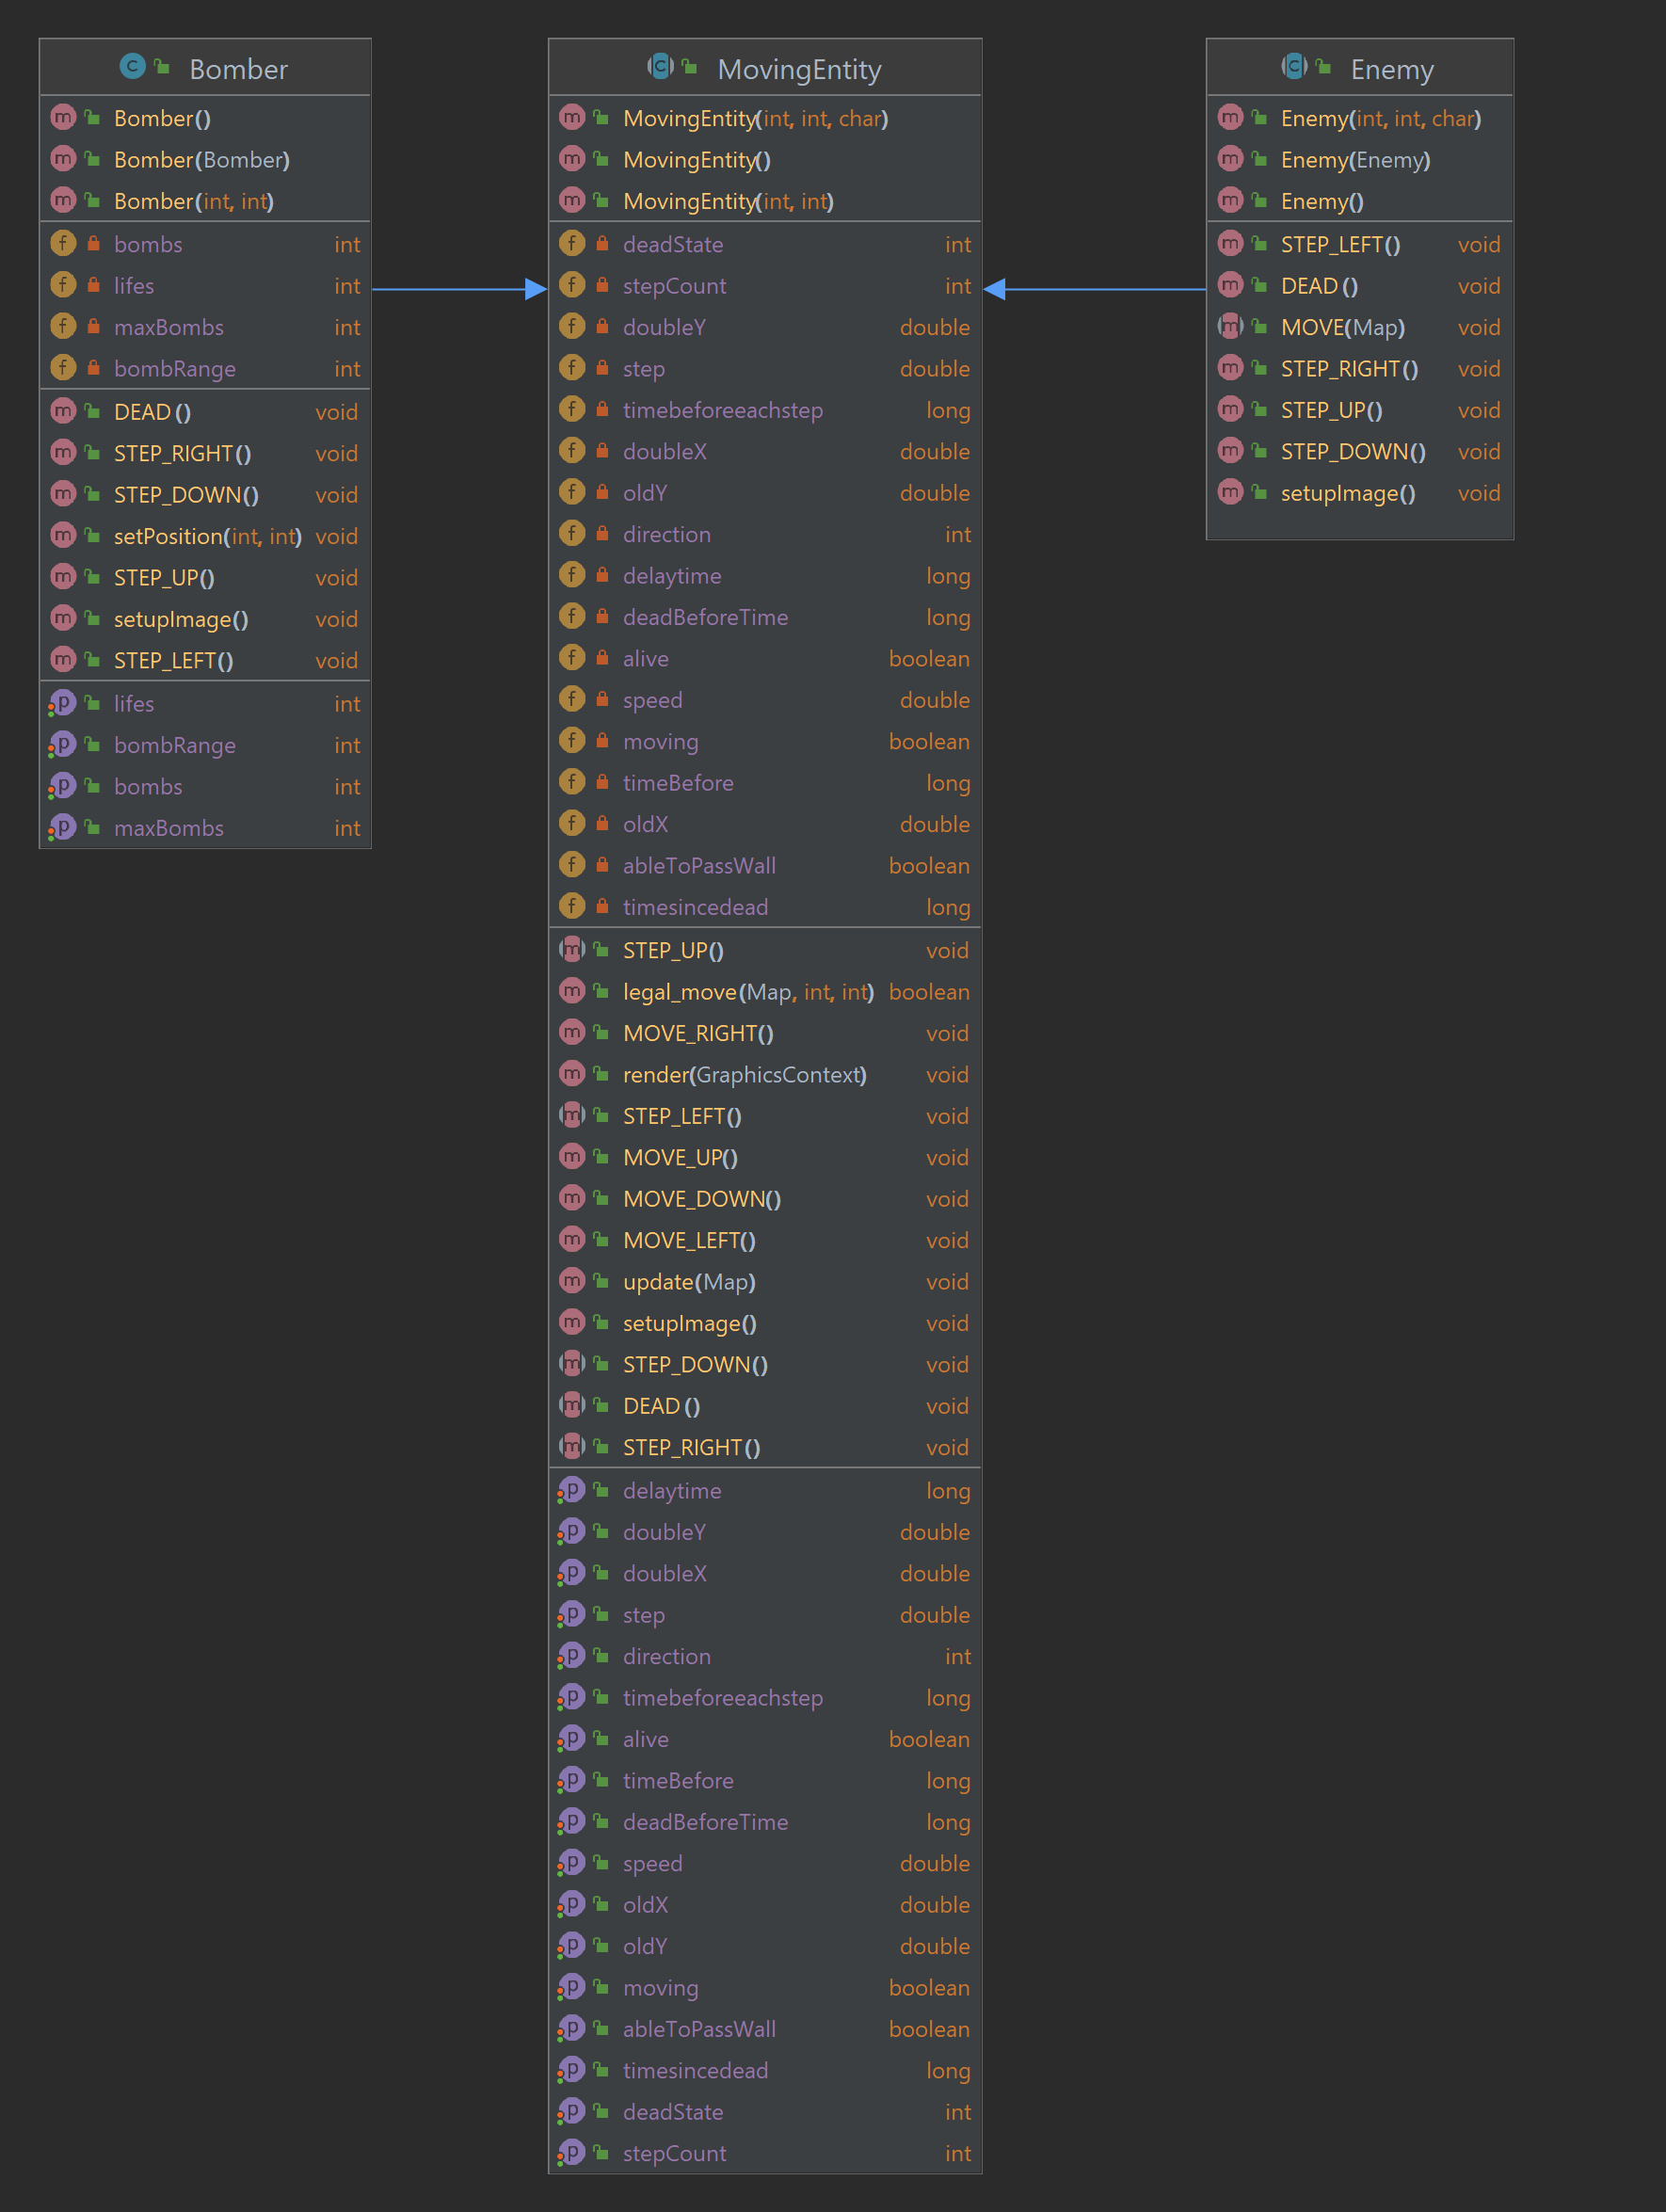 Bomber
Bomber()
Bomber(Bomber)
Bomber(int, int)
bombs int
lifes int
maxBombs int
bombRange int
DEAD() void
STEP_RIGHT() void
STEP_DOWN() void
setPosition(int, int) void
STEP_UP() void
setupImage() void
STEP_LEFT() void
lifes int
bombRange int
bombs int
maxBombs int
MovingEntity
MovingEntity(int, int, char)
MovingEntity()
MovingEntity(int, int)
deadState int
stepCount int
doubleY double
step double
timebeforeeachstep long
doubleX double
oldY double
direction int
delaytime long
deadBeforeTime long
alive boolean
speed double
moving boolean
timeBefore long
oldX double
ableToPassWall boolean
timesincedead long
STEP_UP() void
legal_move(Map, int, int) boolean
MOVE_RIGHT() void
render(GraphicsContext) void
STEP_LEFT() void
MOVE_UP() void
MOVE_DOWN() void
MOVE_LEFT() void
update(Map) void
setupImage() void
STEP_DOWN() void
DEAD() void
STEP_RIGHT() void
delaytime long
doubleY double
doubleX double
step double
direction int
timebeforeeachstep long
alive boolean
timeBefore long
deadBeforeTime long
speed double
oldX double
oldY double
moving boolean
ableToPassWall boolean
timesincedead long
deadState int
stepCount int
Enemy
Enemy(int, int, char)
Enemy(Enemy)
Enemy()
STEP_LEFT() void
DEAD() void
MOVE(Map) void
STEP_RIGHT() void
STEP_UP() void
STEP_DOWN() void
setupImage() void